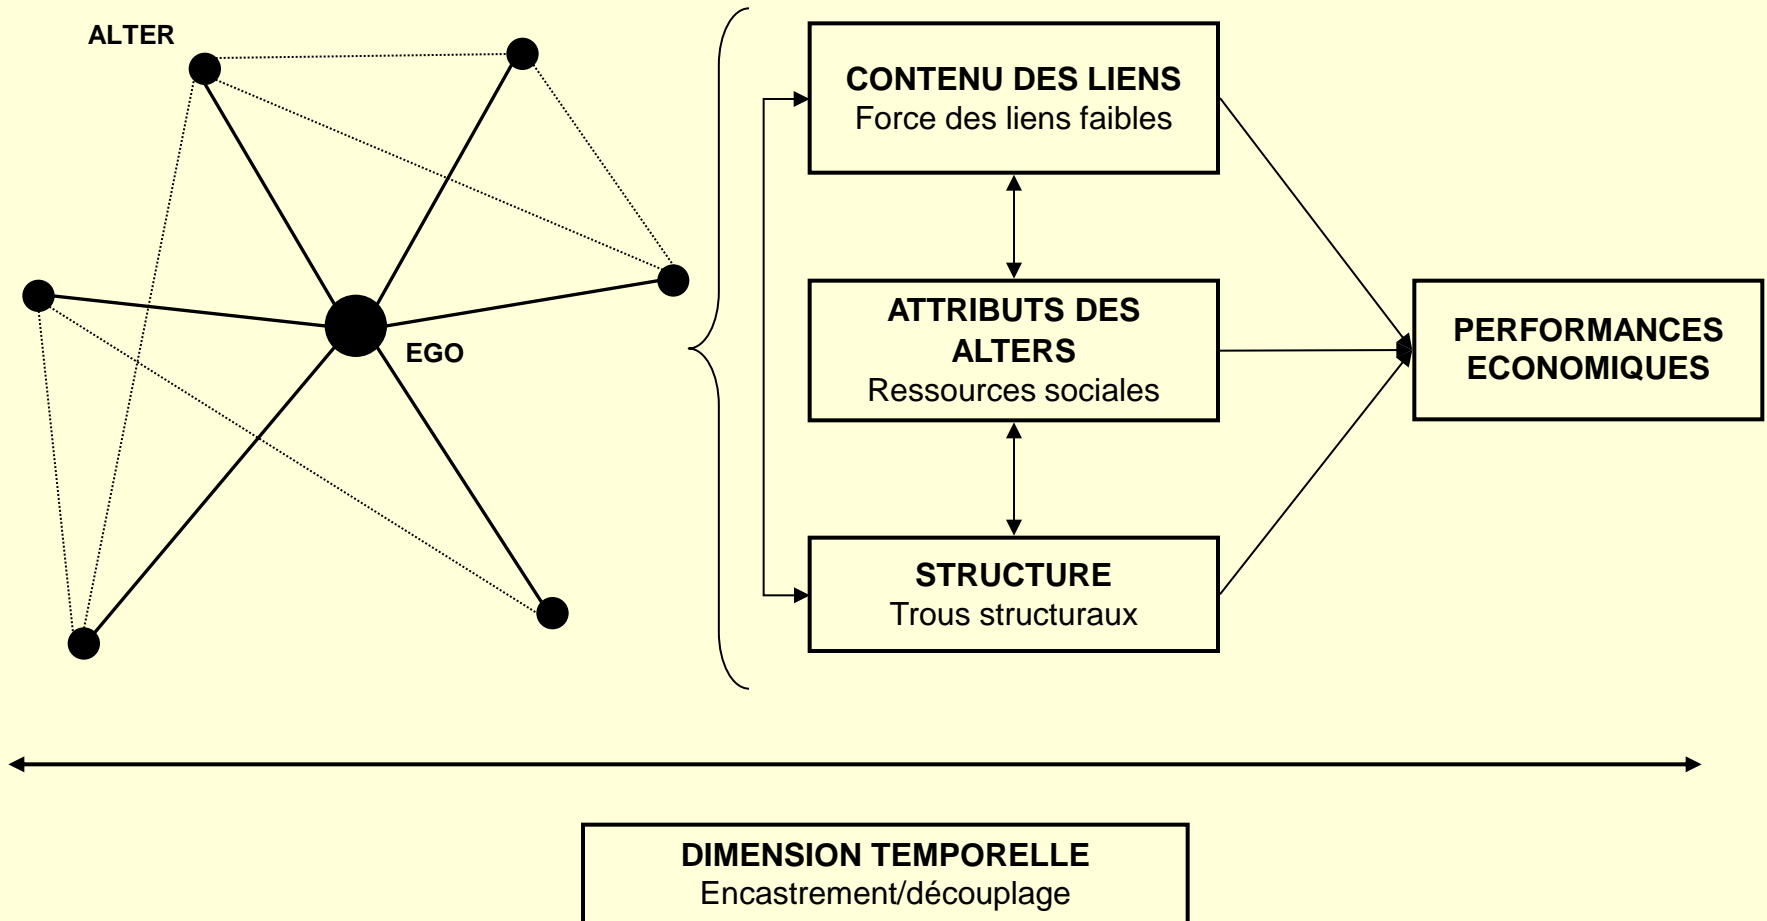 ALTER
EGO
CONTENU DES LIENS
Force des liens faibles
ATTRIBUTS DES
ALTERS
Ressources sociales
STRUCTURE
Trous structuraux
PERFORMANCES
ECONOMIQUES
DIMENSION TEMPORELLE
Encastrement/découplage